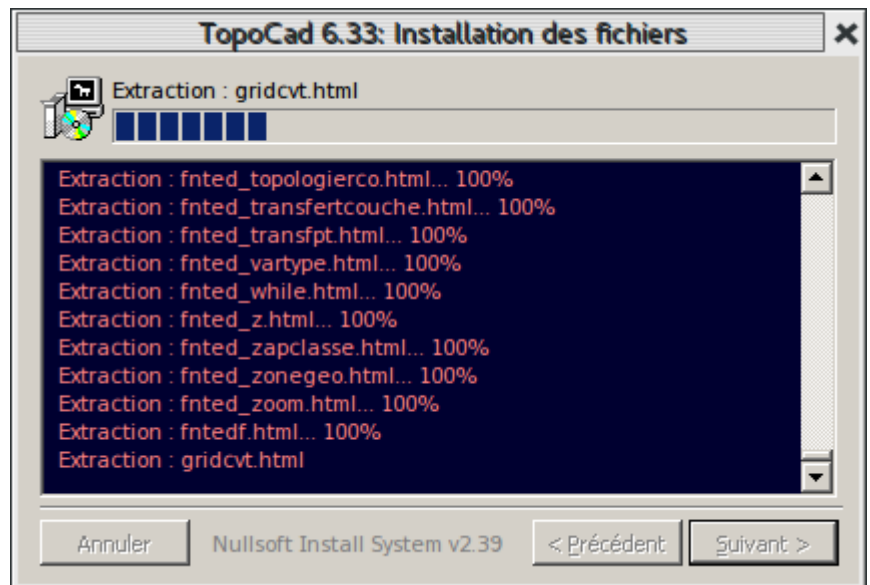 TopoCad 6.33: Installation des fichiers
Extraction : gridcvt.html
Extraction : fnted_topologierco.html... 100%
Extraction : fnted_transfertcouche.html... 100%
Extraction : fnted_transfpt.html... 100%
Extraction : fnted_vartype.html... 100%
Extraction : fnted_while.html... 100%
Extraction : fnted_z.html... 100%
Extraction : fnted_zapclasse.html... 100%
Extraction : fnted_zonegeo.html... 100%
Extraction : fnted_zoom.html... 100%
Extraction : fntedf.html... 100%
Extraction : gridcvt.html
Annuler Nullsoft Install System v2.39 < Précédent Suivant >